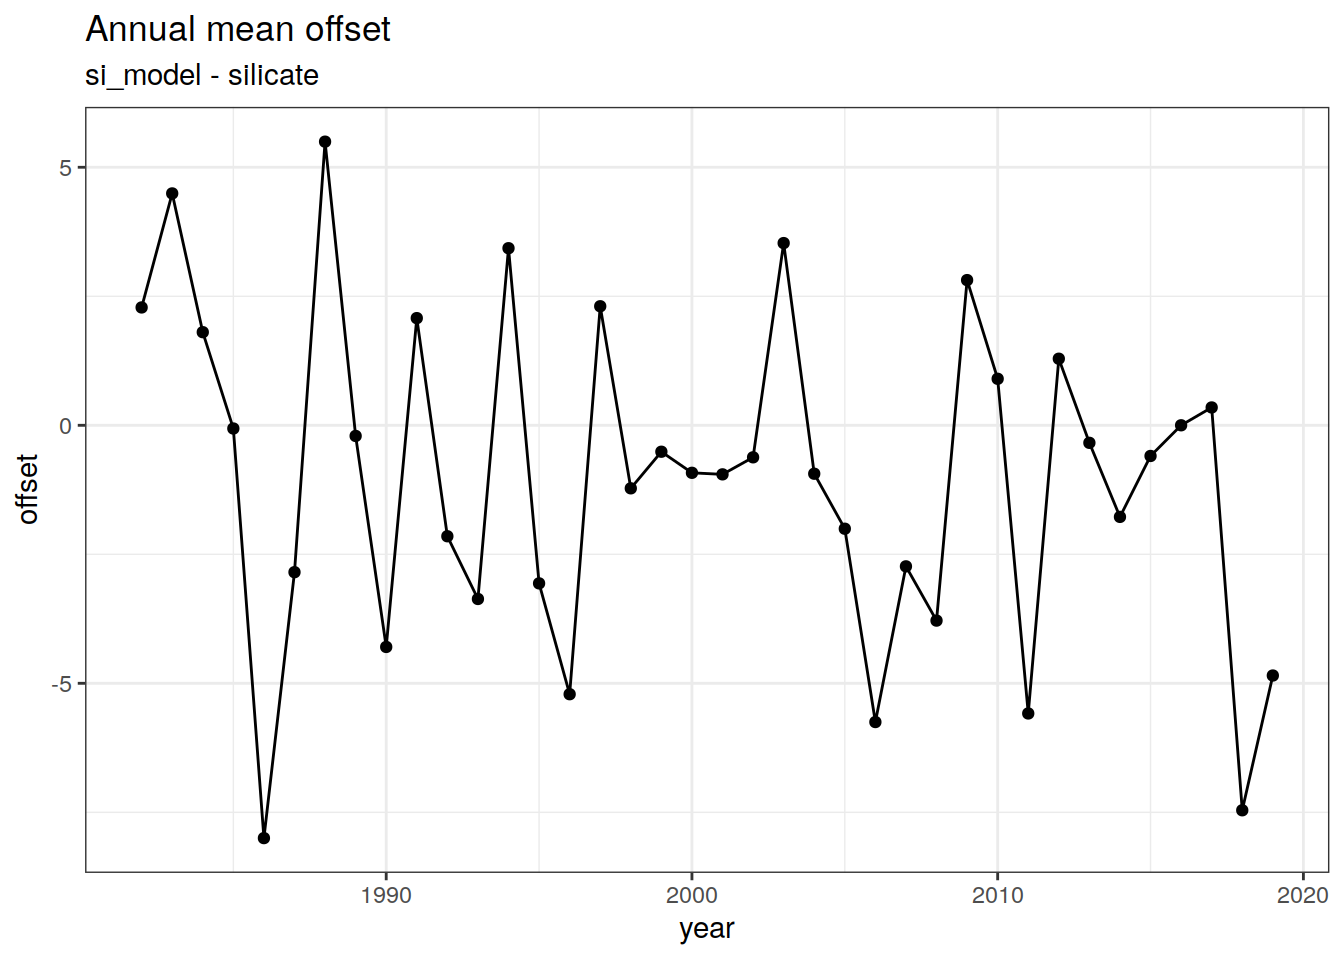 Annual mean offset
si_model - silicate
offset
5
0
-5
1990 2000 2010 2020
year